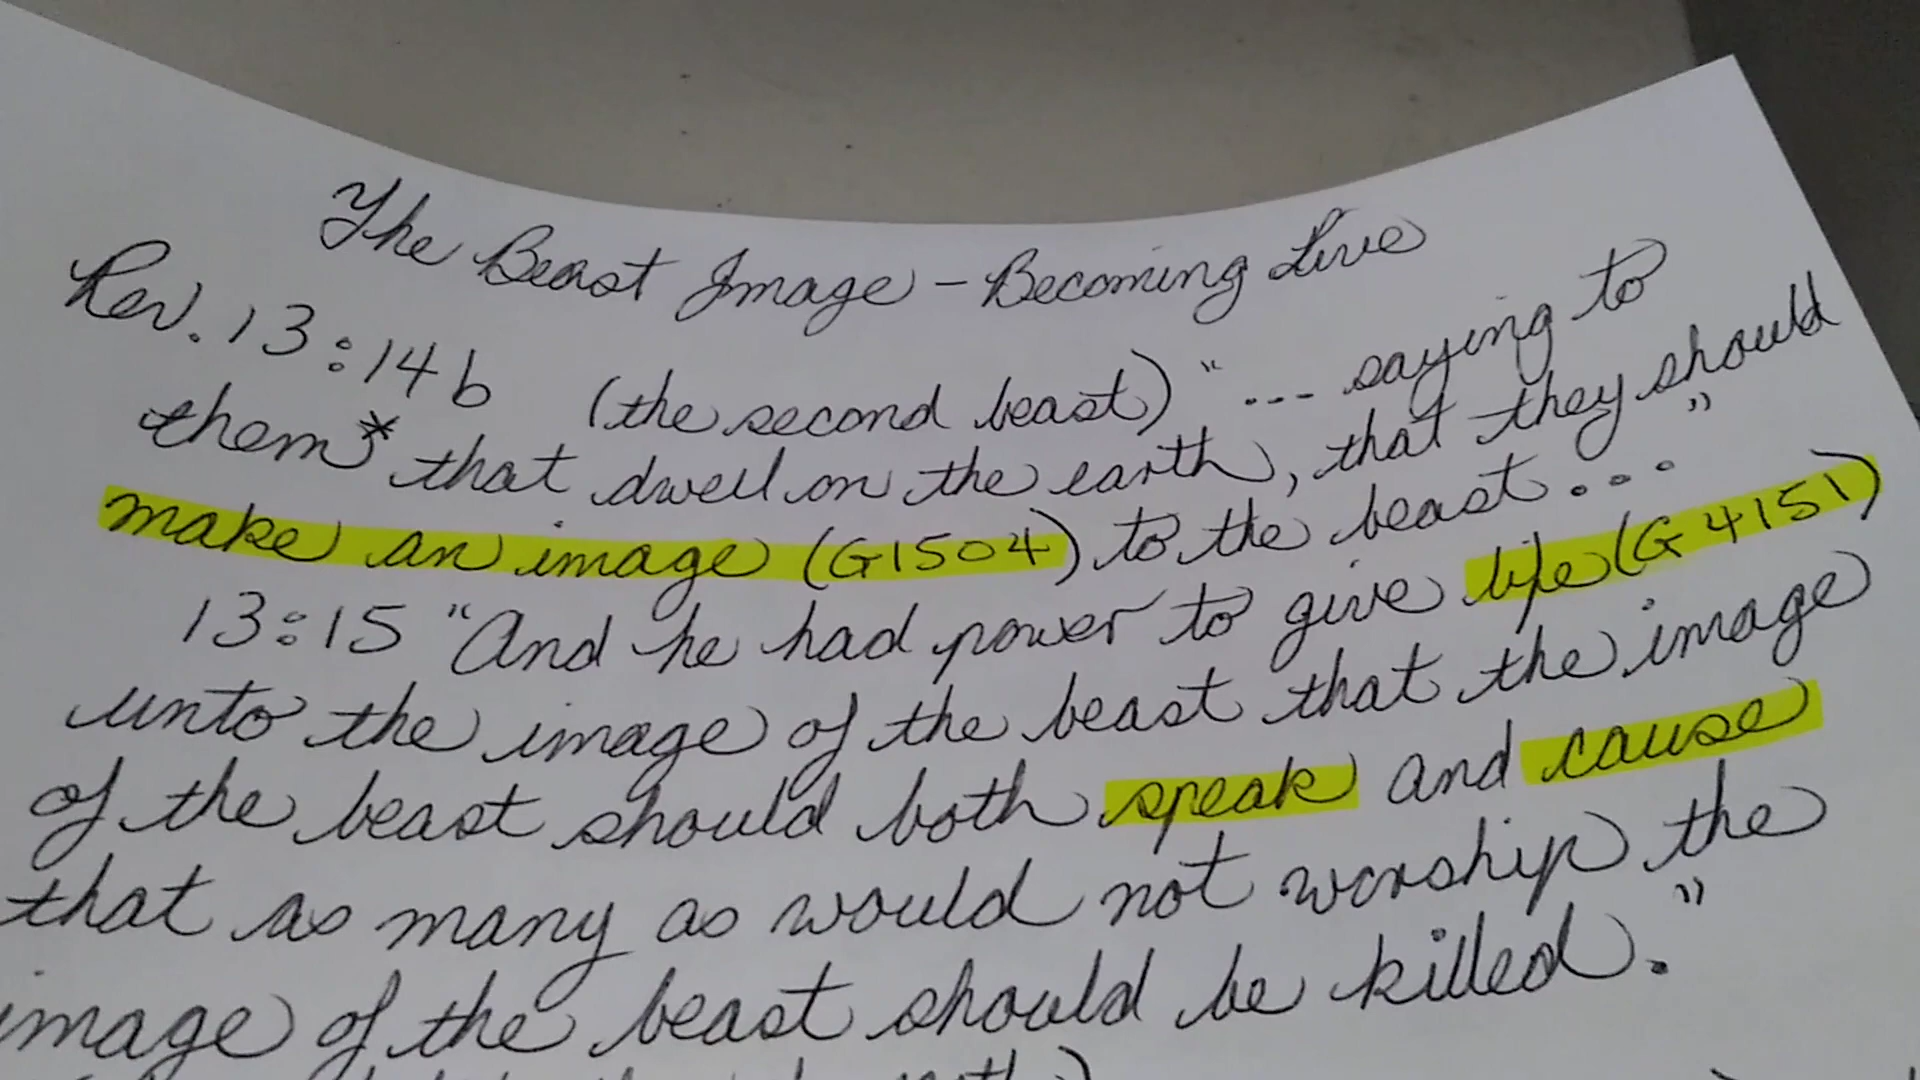 The Beast Image - Becoming Live
Rev. 13:14b (the second beast) "... saying to
them* that dwell on the earth, that they should
make an image (G1504) to the beast..."
13:15 "And he had power to give life (G4151)
unto the image of the beast that the image
of the beast should both speak and cause
that as many as would not worship the
image of the beast should be killed."